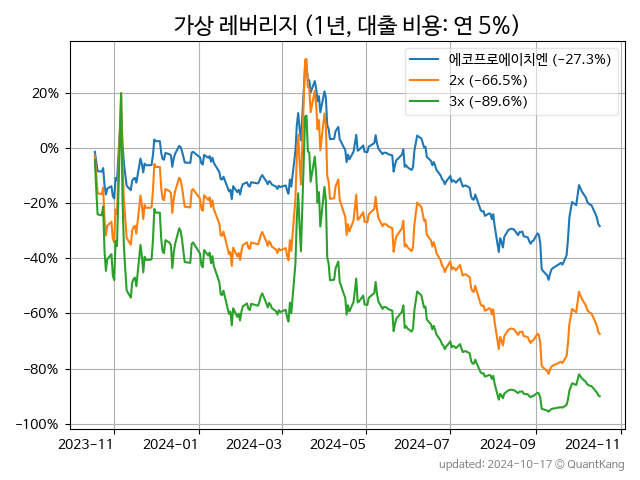 가상 레버리지 (1년, 대출 비용: 연 5%)
에코프로에이치엔 (-27.3%)
2x (-66.5%)
3x (-89.6%)
20%
0%
−20%
−40%
−60%
−80%
−100%
2023-11 2024-01 2024-03 2024-05 2024-07 2024-09 2024-11
updated: 2024-10-17 © QuantKang